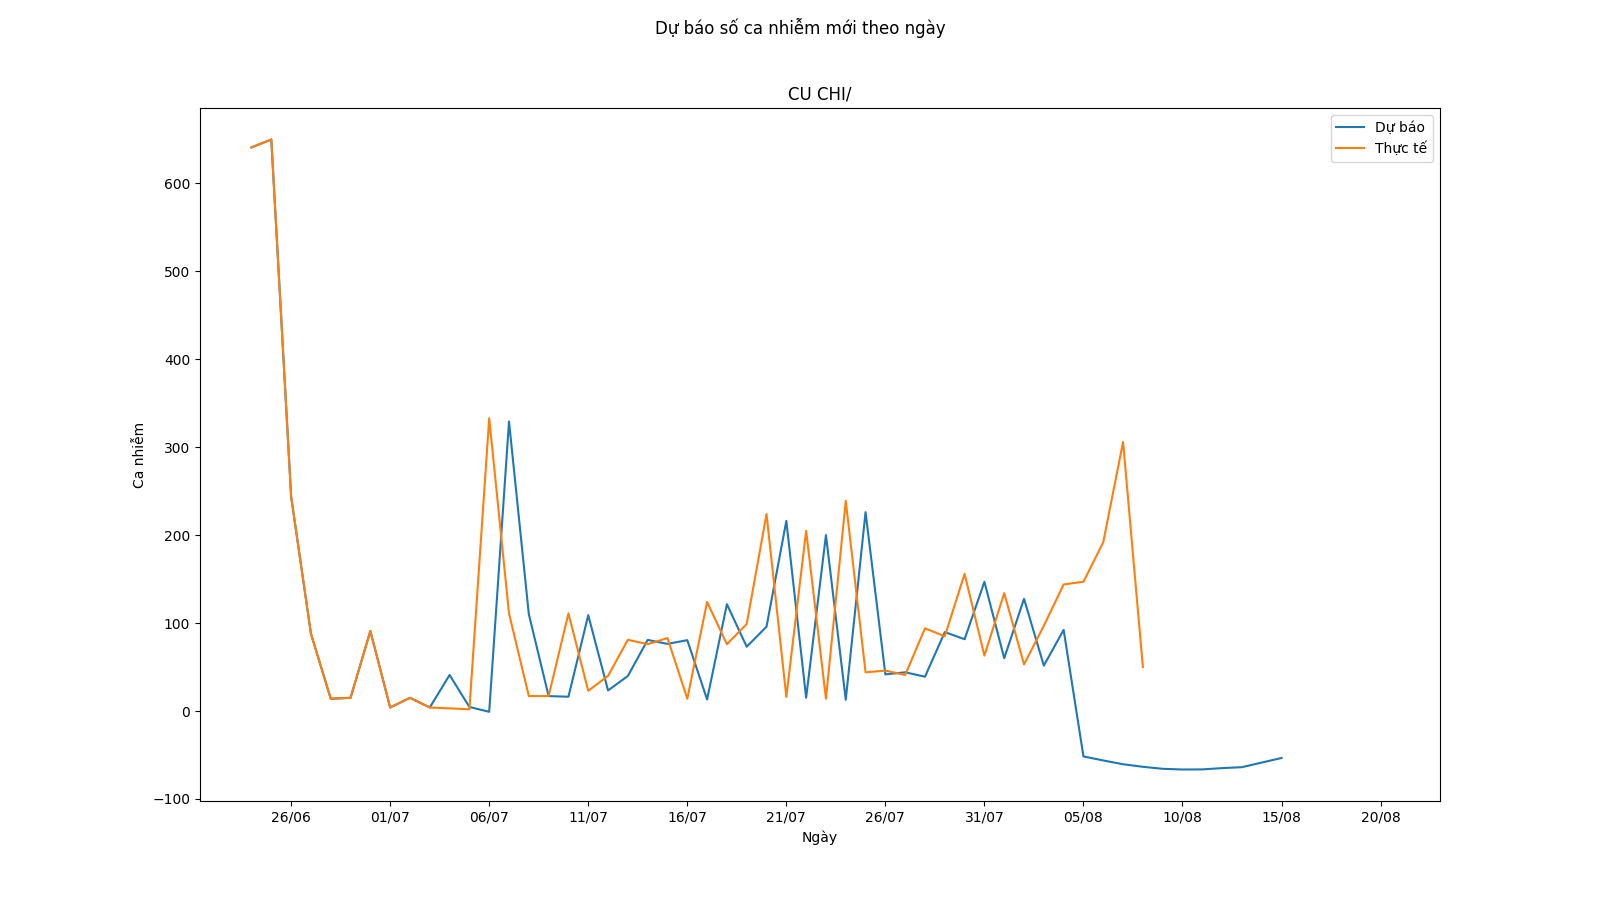 Dự báo số ca nhiễm mới theo ngày
CU CHI/
Dự báo
Thực tế
600
500
400
300
200
100
0
−100
Ca nhiễm
26/06 01/07 06/07 11/07 16/07 21/07 26/07 31/07 05/08 10/08 15/08 20/08
Ngày